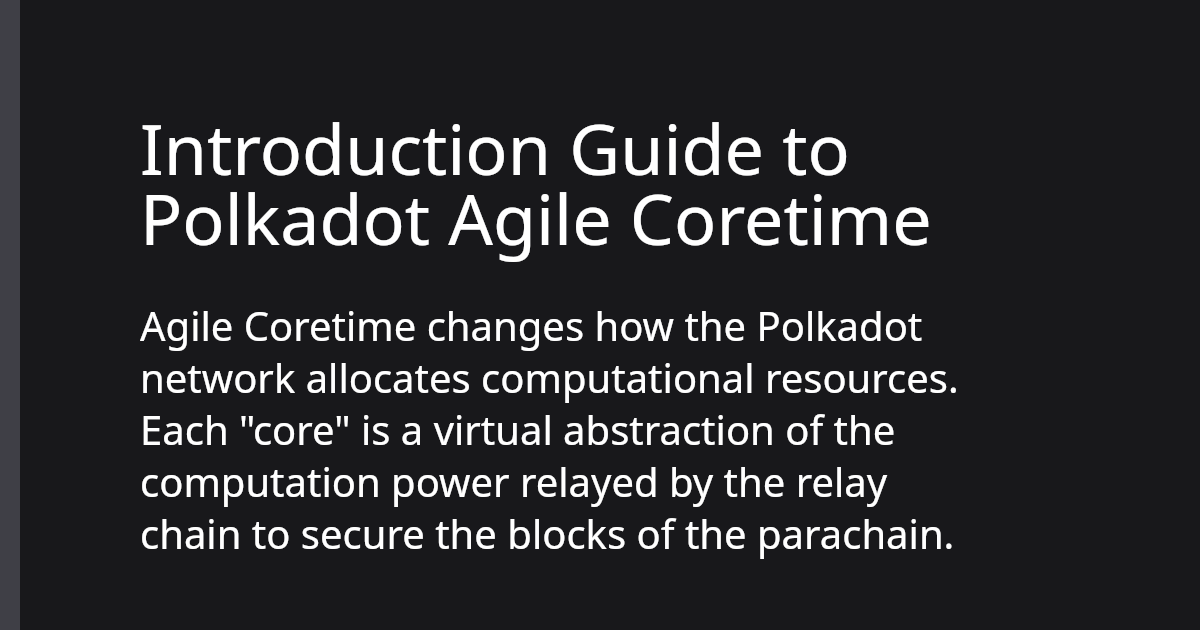 Introduction Guide to
Polkadot Agile Coretime
Agile Coretime changes how the Polkadot
network allocates computational resources.
Each "core" is a virtual abstraction of the
computation power relayed by the relay
chain to secure the blocks of the parachain.